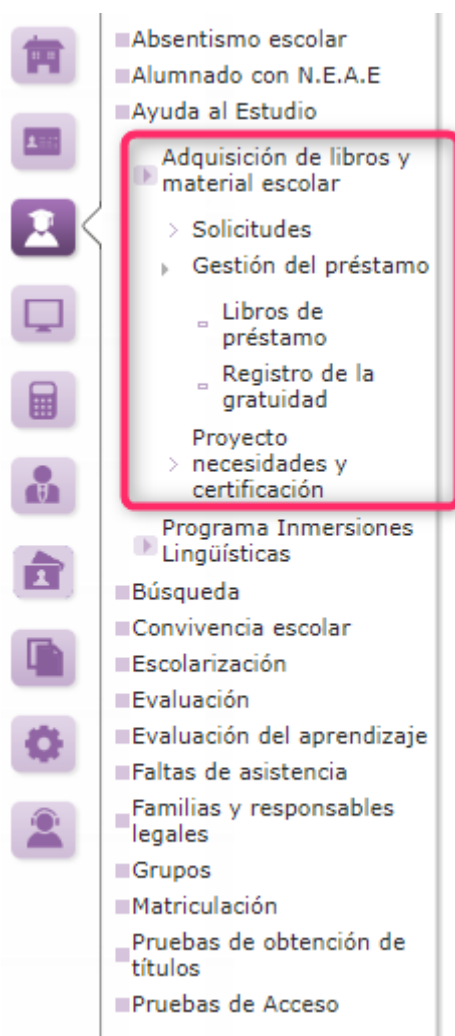 Absentismo escolar
Alumnado con N.E.A.E
Ayuda al Estudio
Adquisición de libros y
material escolar
Solicitudes
Gestión del préstamo
Libros de
préstamo
Registro de la
gratuidad
Proyecto
necesidades y
certificación
Programa Inmersiones
Lingüísticas
Búsqueda
Convivencia escolar
Escolarización
Evaluación
Evaluación del aprendizaje
Faltas de asistencia
Familias y responsables
legales
Grupos
Matriculación
Pruebas de obtención de
títulos
Pruebas de Acceso